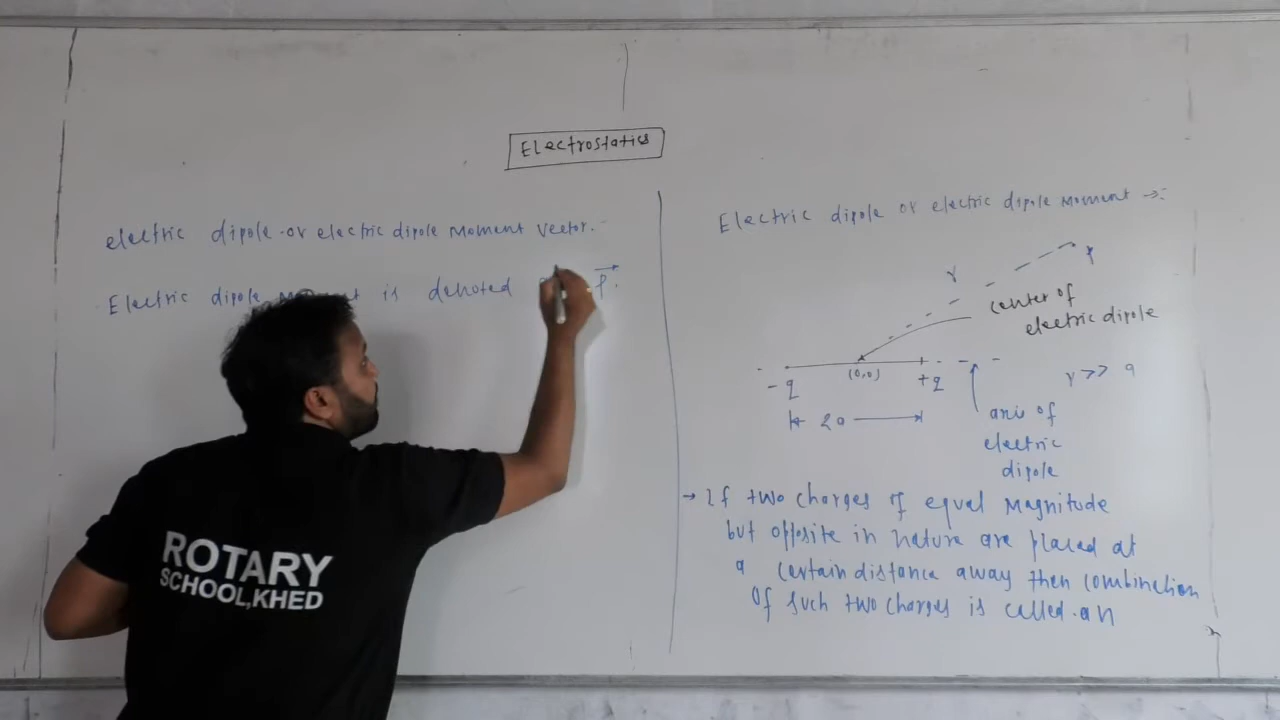 Electrostatics
electric dipole or electric dipole Moment vector:-
Electric dipole is denoted P.
ROTARY
SCHOOL,KHED
Electric dipole or electric dipole Moment →:
r
P
center of
electric dipole
-q
(0,0)
+q
r >> a
2a
axis of
electric
dipole
→ If two charges of equal Magnitude
but opposite in nature are placed at
a certain distance away then combination
of such two charges is called an